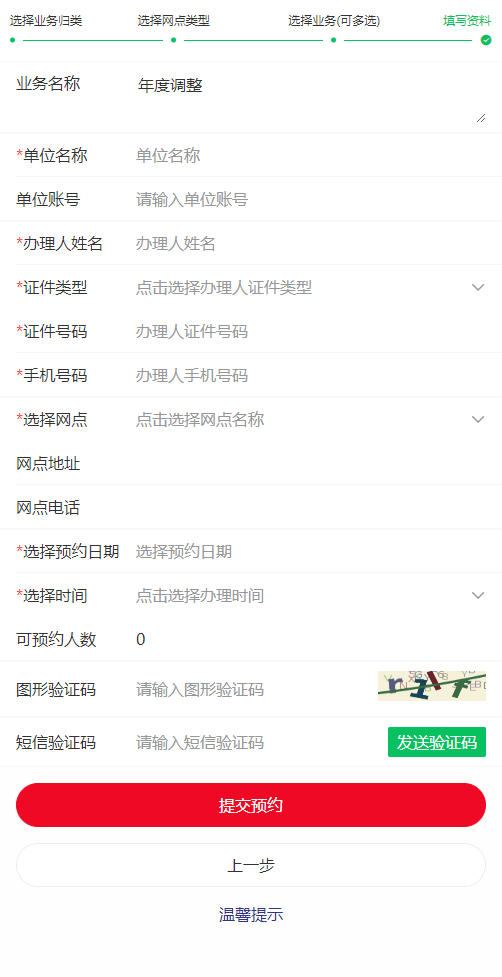 选择业务归类 选择网点类型 选择业务(可多选) 填写资料
业务名称 年度调整
*单位名称 单位名称
单位账号 请输入单位账号
*办理人姓名 办理人姓名
*证件类型 点击选择办理人证件类型
*证件号码 办理人证件号码
*手机号码 办理人手机号码
*选择网点 点击选择网点名称
网点地址
网点电话
*选择预约日期 选择预约日期
*选择时间 点击选择办理时间
可预约人数 0
图形验证码 请输入图形验证码
短信验证码 请输入短信验证码 发送验证码
提交预约
上一步
温馨提示